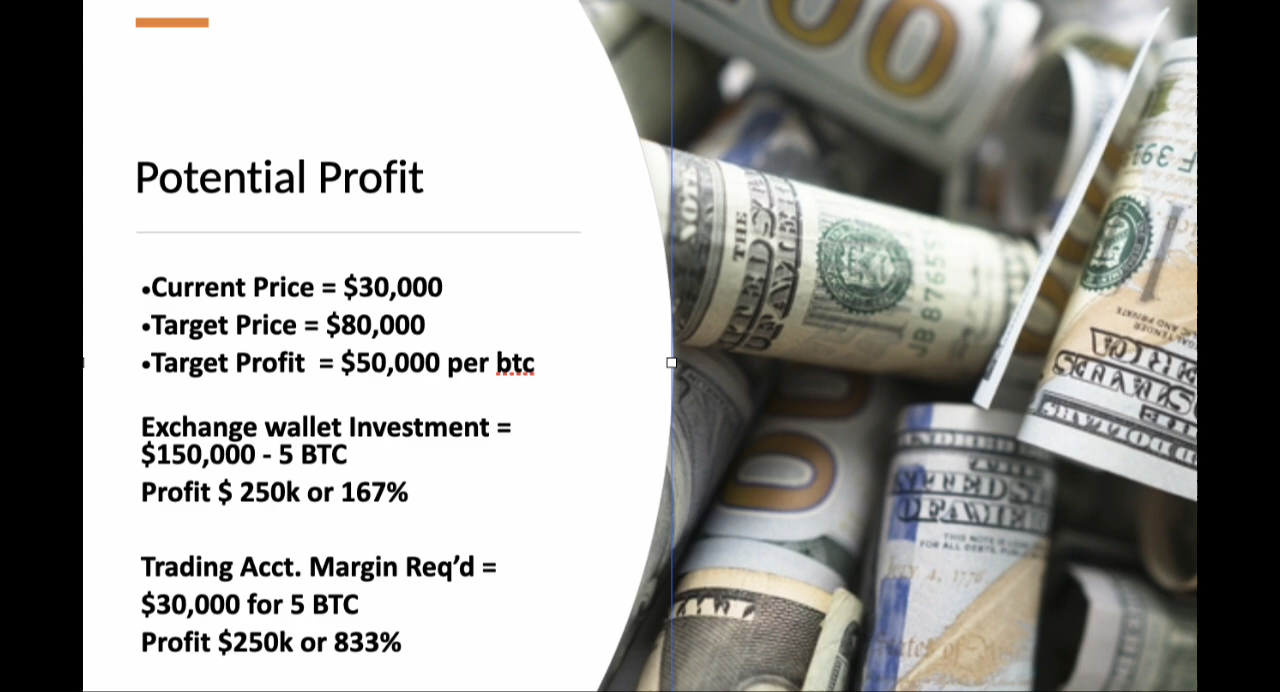 Potential Profit
•Current Price = $30,000
•Target Price = $80,000
•Target Profit = $50,000 per btc
Exchange wallet Investment =
$150,000 - 5 BTC
Profit $ 250k or 167%
Trading Acct. Margin Req’d =
$30,000 for 5 BTC
Profit $250k or 833%